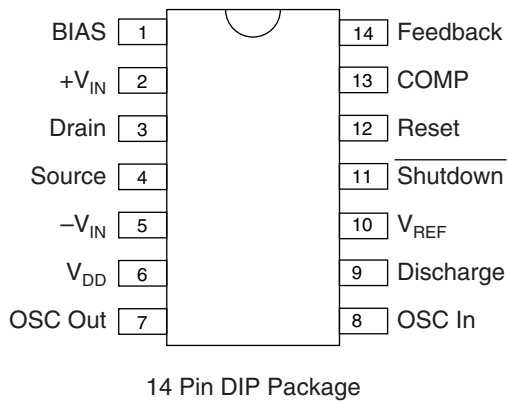 BIAS 1 14 Feedback
+VIN 2 13 COMP
Drain 3 12 Reset
Source 4 11 Shutdown
–VIN 5 10 VREF
VDD 6 9 Discharge
OSC Out 7 8 OSC In
14 Pin DIP Package